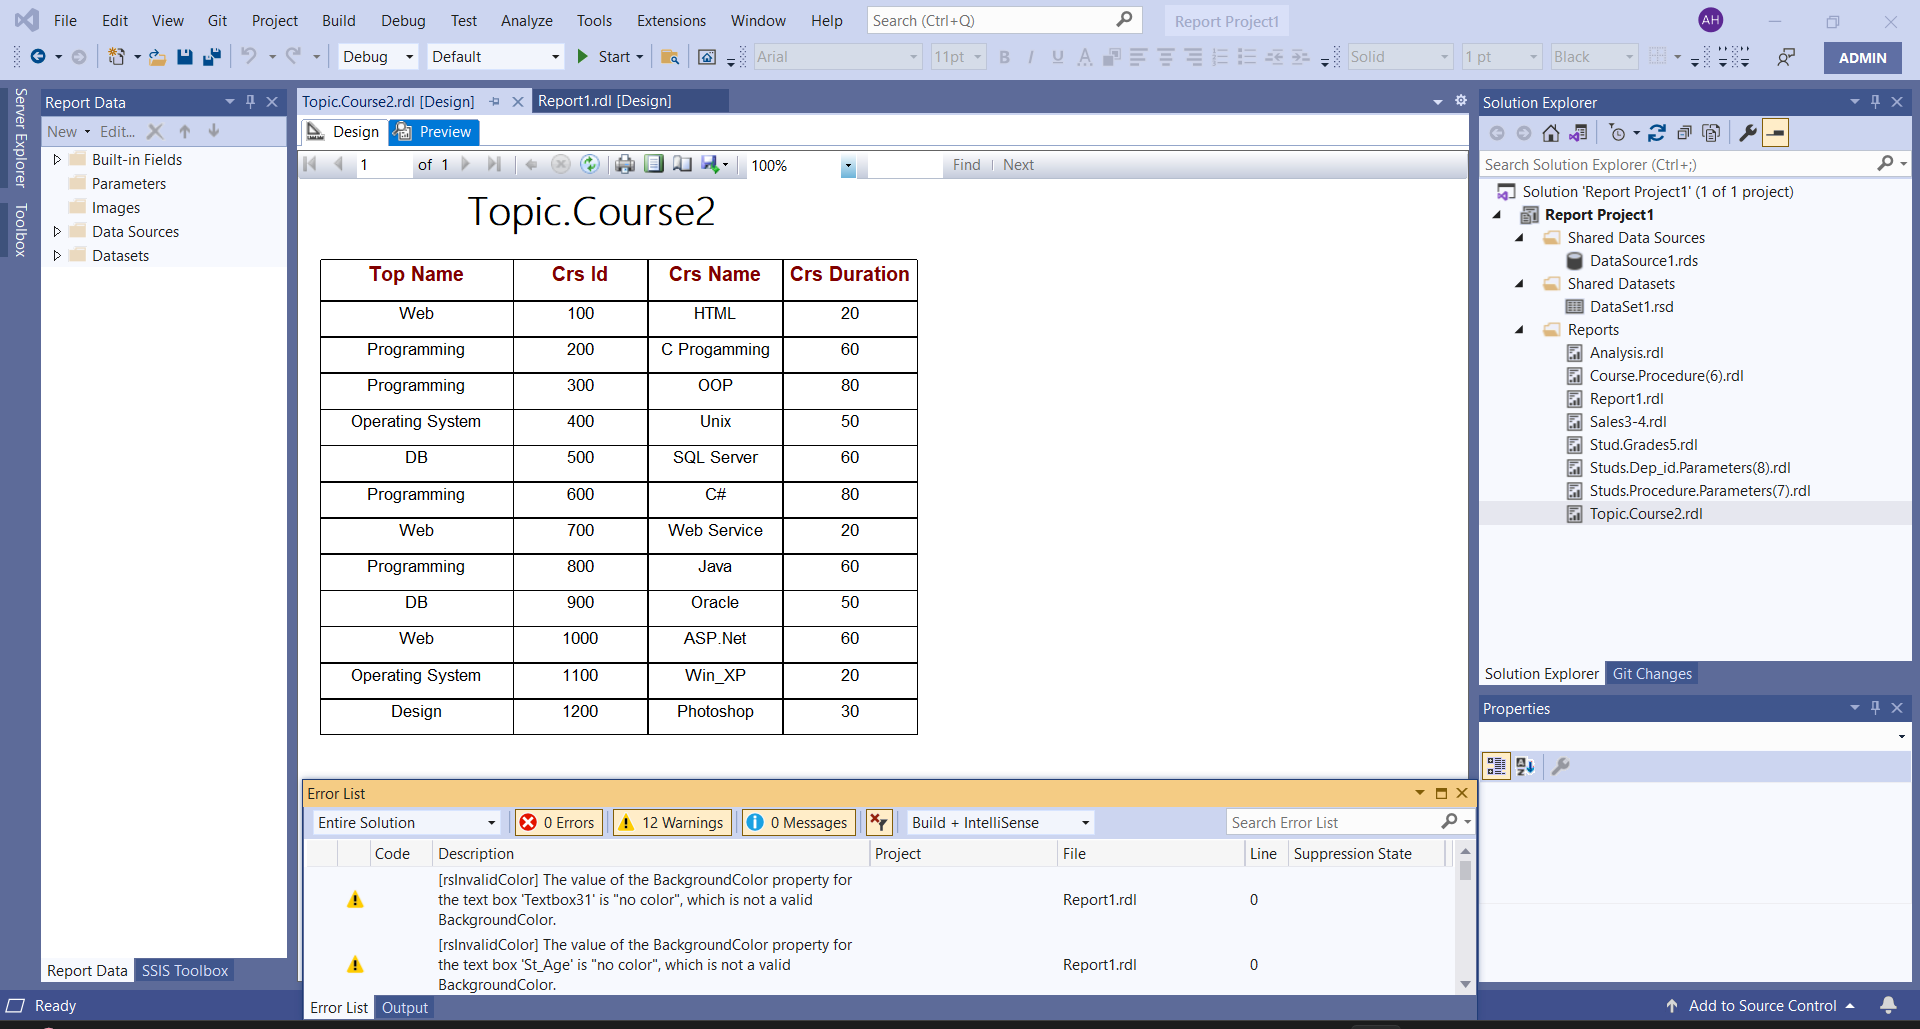 File Edit View Git Project Build Debug Test Analyze Tools Extensions Window Help Search (Ctrl+Q) Report Project1 AH
Debug Default Start Arial 11pt B I U A Solid 1 pt Black ADMIN
Server Explorer
Toolbox
Report Data
New Edit...
Built-in Fields
Parameters
Images
Data Sources
Datasets
Report Data SSIS Toolbox
Topic.Course2.rdl [Design] Report1.rdl [Design]
Design Preview
1 of 1 100% Find Next
Topic.Course2
Top Name Crs Id Crs Name Crs Duration
Web 100 HTML 20
Programming 200 C Progamming 60
Programming 300 OOP 80
Operating System 400 Unix 50
DB 500 SQL Server 60
Programming 600 C# 80
Web 700 Web Service 20
Programming 800 Java 60
DB 900 Oracle 50
Web 1000 ASP.Net 60
Operating System 1100 Win_XP 20
Design 1200 Photoshop 30
Error List
Entire Solution 0 Errors 12 Warnings 0 Messages Build + IntelliSense Search Error List
Code Description Project File Line Suppression State
[rsInvalidColor] The value of the BackgroundColor property for
the text box 'Textbox31' is "no color", which is not a valid Report1.rdl 0
BackgroundColor.
[rsInvalidColor] The value of the BackgroundColor property for
the text box 'St_Age' is "no color", which is not a valid Report1.rdl 0
BackgroundColor.
Error List Output
Solution Explorer
Search Solution Explorer (Ctrl+;)
Solution 'Report Project1' (1 of 1 project)
Report Project1
Shared Data Sources
DataSource1.rds
Shared Datasets
DataSet1.rsd
Reports
Analysis.rdl
Course.Procedure(6).rdl
Report1.rdl
Sales3-4.rdl
Stud.Grades5.rdl
Studs.Dep_id.Parameters(8).rdl
Studs.Procedure.Parameters(7).rdl
Topic.Course2.rdl
Solution Explorer Git Changes
Properties
Ready Add to Source Control